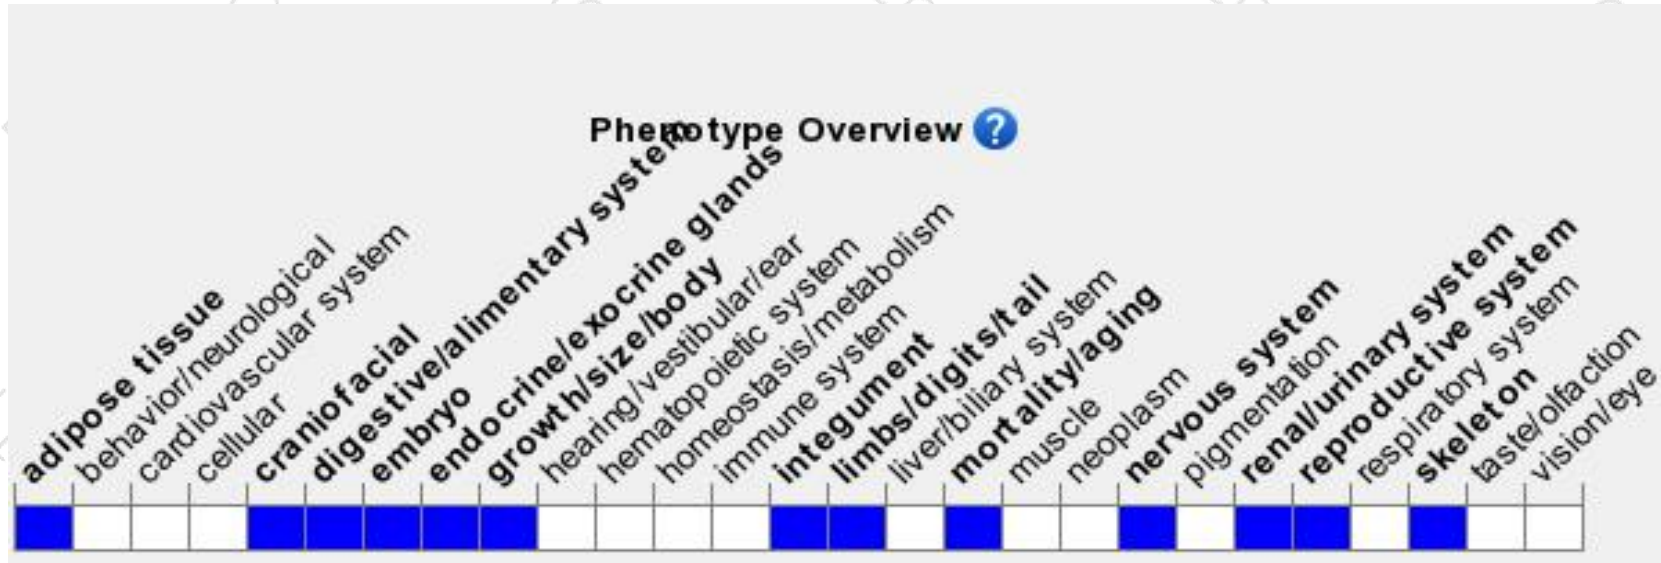 Phenotype Overview ?
adipose tissue
behavior/neurological
cardiovascular system
cellular
craniofacial
digestive/alimentary system
embryo
endocrine/exocrine glands
growth/size/body
hearing/vestibular/ear
hematopoietic system
homeostasis/metabolism
immune system
integument
limbs/digits/tail
liver/biliary system
mortality/aging
muscle
neoplasm
nervous system
pigmentation
renal/urinary system
reproductive system
respiratory system
skeleton
taste/olfaction
vision/eye